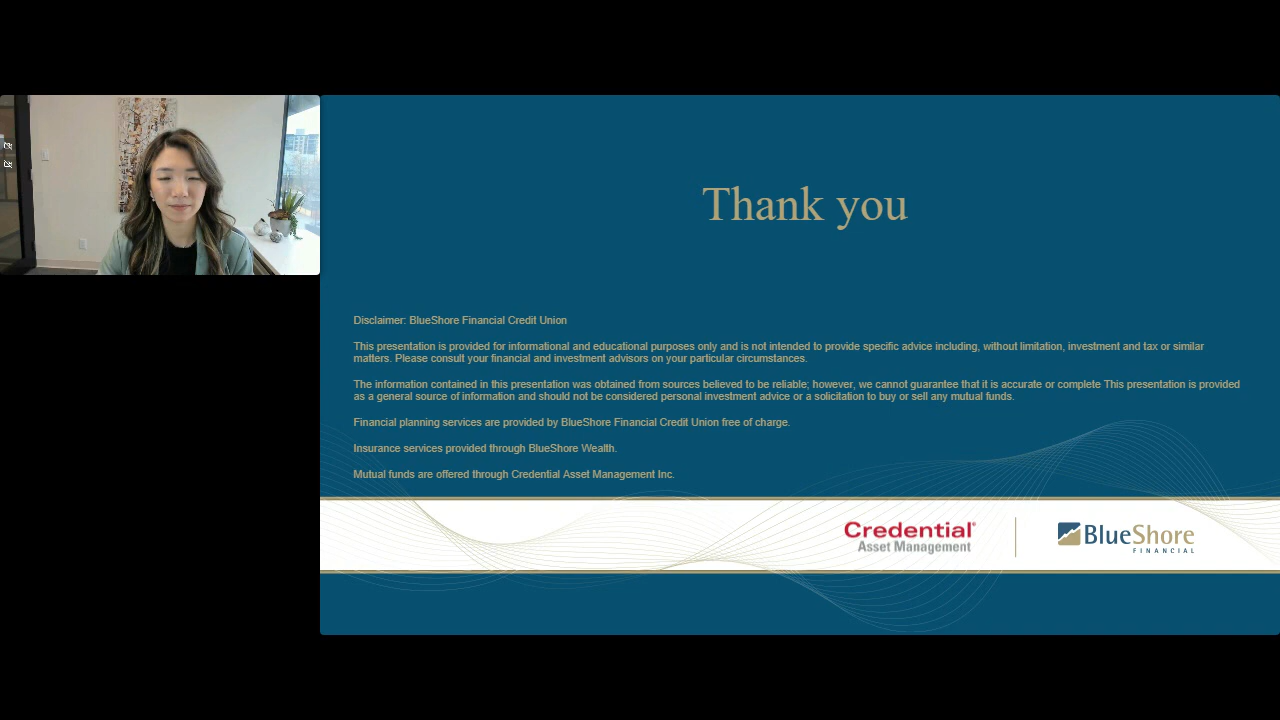 Thank you
Disclaimer: BlueShore Financial Credit Union
This presentation is provided for informational and educational purposes only and is not intended to provide specific advice including, without limitation, investment and tax or similar
matters. Please consult your financial and investment advisors on your particular circumstances.
The information contained in this presentation was obtained from sources believed to be reliable; however, we cannot guarantee that it is accurate or complete This presentation is provided
as a general source of information and should not be considered personal investment advice or a solicitation to buy or sell any mutual funds.
Financial planning services are provided by BlueShore Financial Credit Union free of charge.
Insurance services provided through BlueShore Wealth.
Mutual funds are offered through Credential Asset Management Inc.
Credential®
Asset Management
BlueShore
FINANCIAL